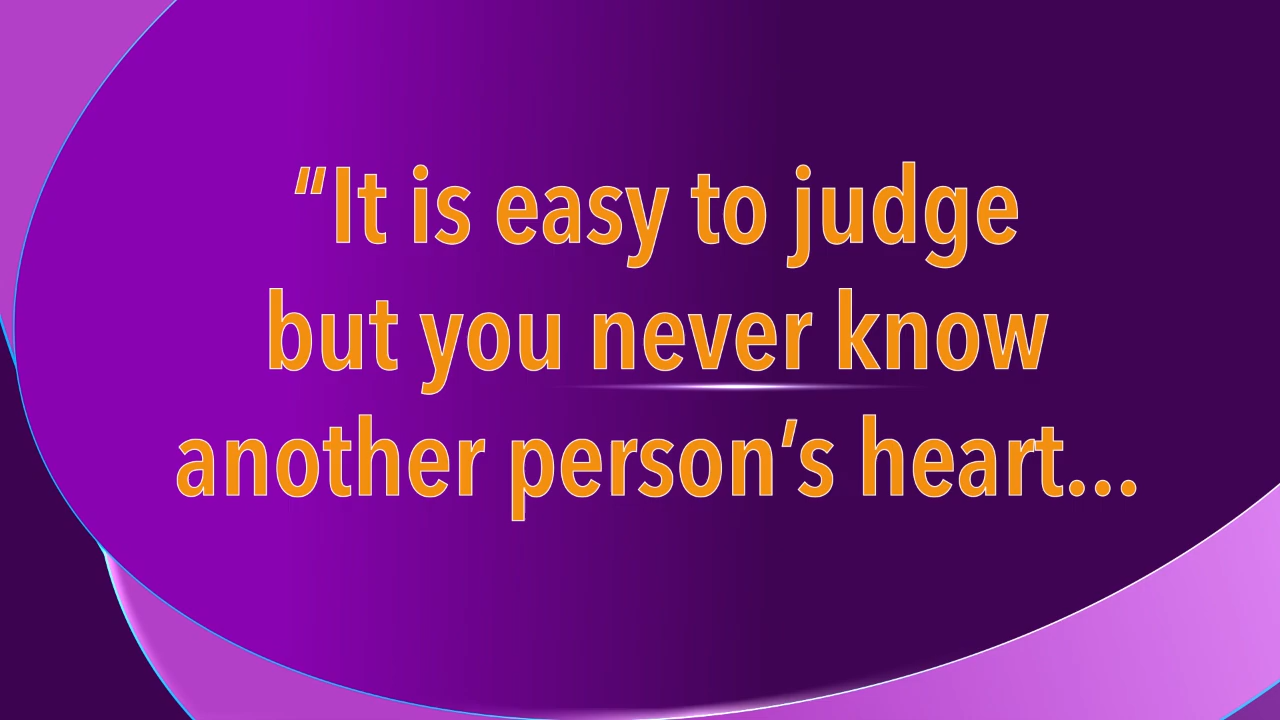 “It is easy to judge
but you never know
another person’s heart...